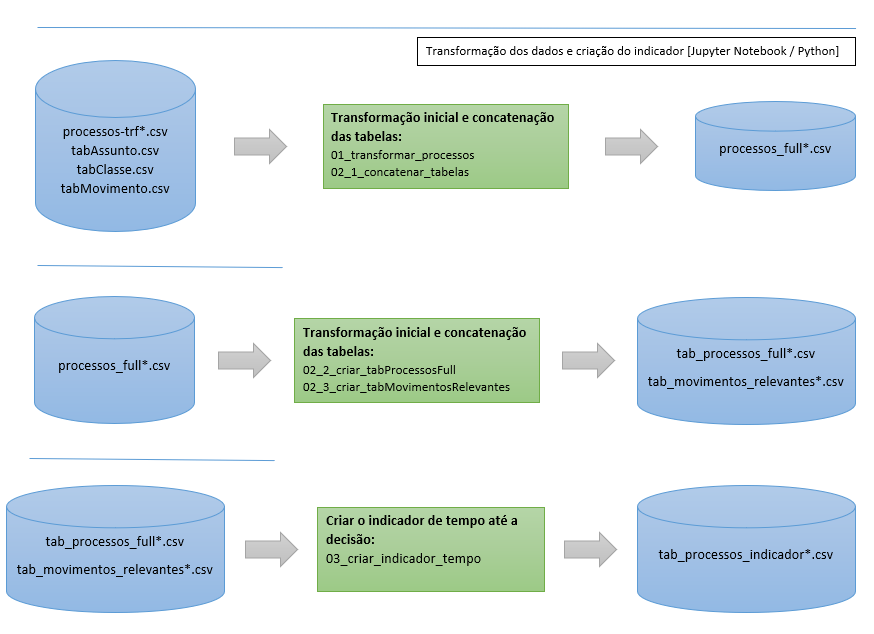 Transformação dos dados e criação do indicador [Jupyter Notebook / Python]
processos-trf*.csv
tabAssunto.csv
tabClasse.csv
tabMovimento.csv
Transformação inicial e concatenação
das tabelas:
01_transformar_processos
02_1_concatenar_tabelas
processos_full*.csv
processos_full*.csv
Transformação inicial e concatenação
das tabelas:
02_2_criar_tabProcessosFull
02_3_criar_tabMovimentosRelevantes
tab_processos_full*.csv
tab_movimentos_relevantes*.csv
tab_processos_full*.csv
tab_movimentos_relevantes*.csv
Criar o indicador de tempo até a
decisão:
03_criar_indicador_tempo
tab_processos_indicador*.csv